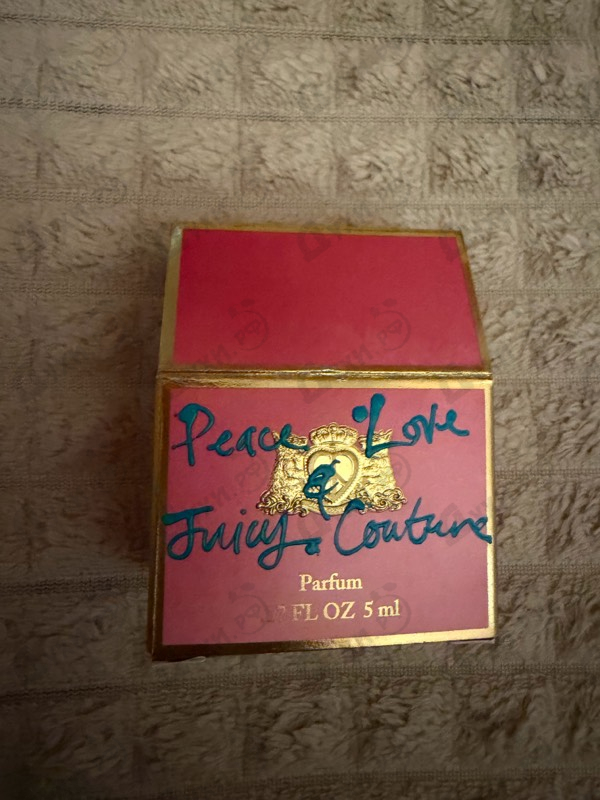 Peace Love
&
Juicy Couture
Parfum
FL OZ 5 ml